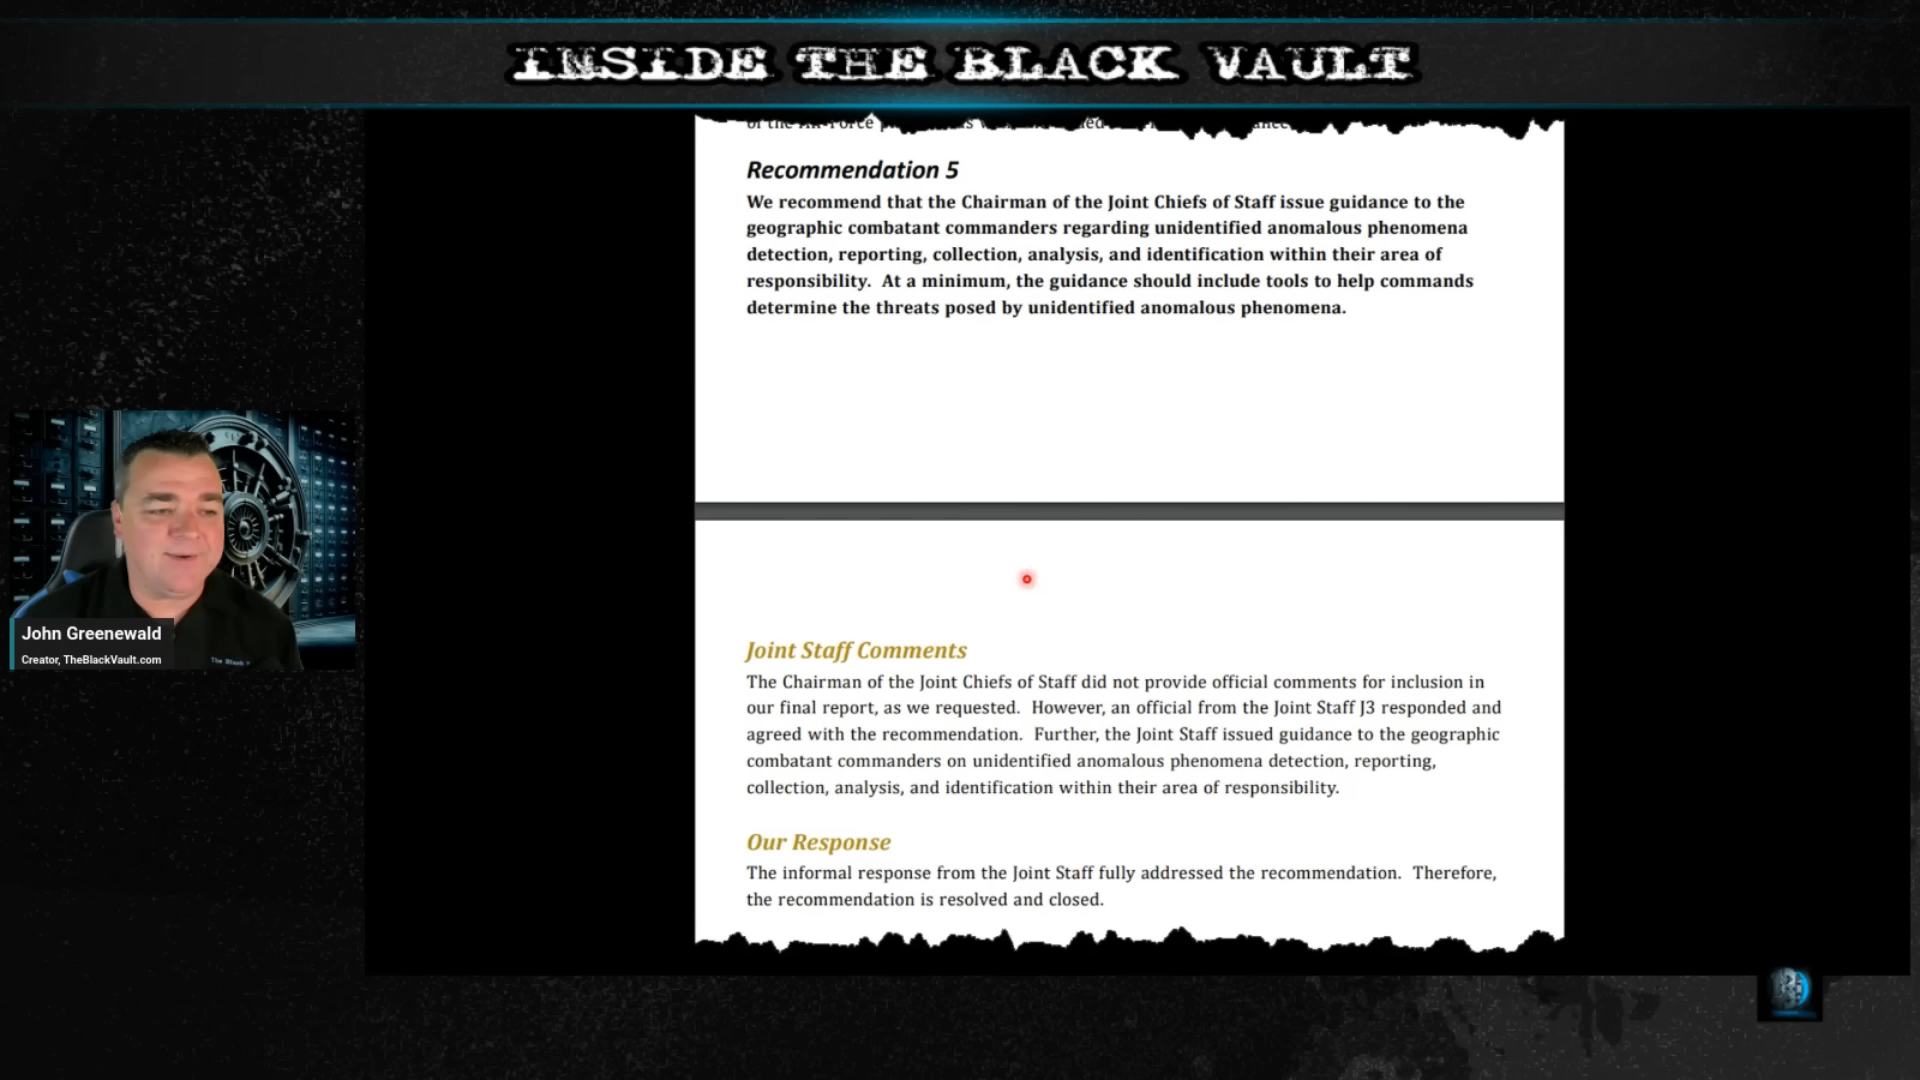 INSIDE THE BLACK VAULT
of the Air Force
Recommendation 5
We recommend that the Chairman of the Joint Chiefs of Staff issue guidance to the
geographic combatant commanders regarding unidentified anomalous phenomena
detection, reporting, collection, analysis, and identification within their area of
responsibility.  At a minimum, the guidance should include tools to help commands
determine the threats posed by unidentified anomalous phenomena.
Joint Staff Comments
The Chairman of the Joint Chiefs of Staff did not provide official comments for inclusion in
our final report, as we requested.  However, an official from the Joint Staff J3 responded and
agreed with the recommendation.  Further, the Joint Staff issued guidance to the geographic
combatant commanders on unidentified anomalous phenomena detection, reporting,
collection, analysis, and identification within their area of responsibility.
Our Response
The informal response from the Joint Staff fully addressed the recommendation.  Therefore,
the recommendation is resolved and closed.
John Greenewald
Creator, TheBlackVault.com
The Black